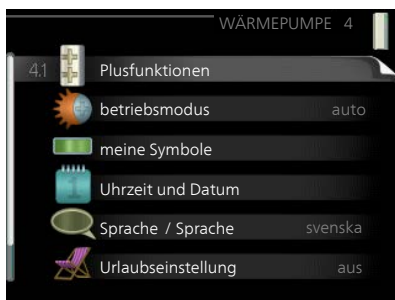 WÄRMEPUMPE 4
4.1 Plusfunktionen
betriebsmodus auto
meine Symbole
Uhrzeit und Datum
Sprache / Sprache svenska
Urlaubseinstellung aus